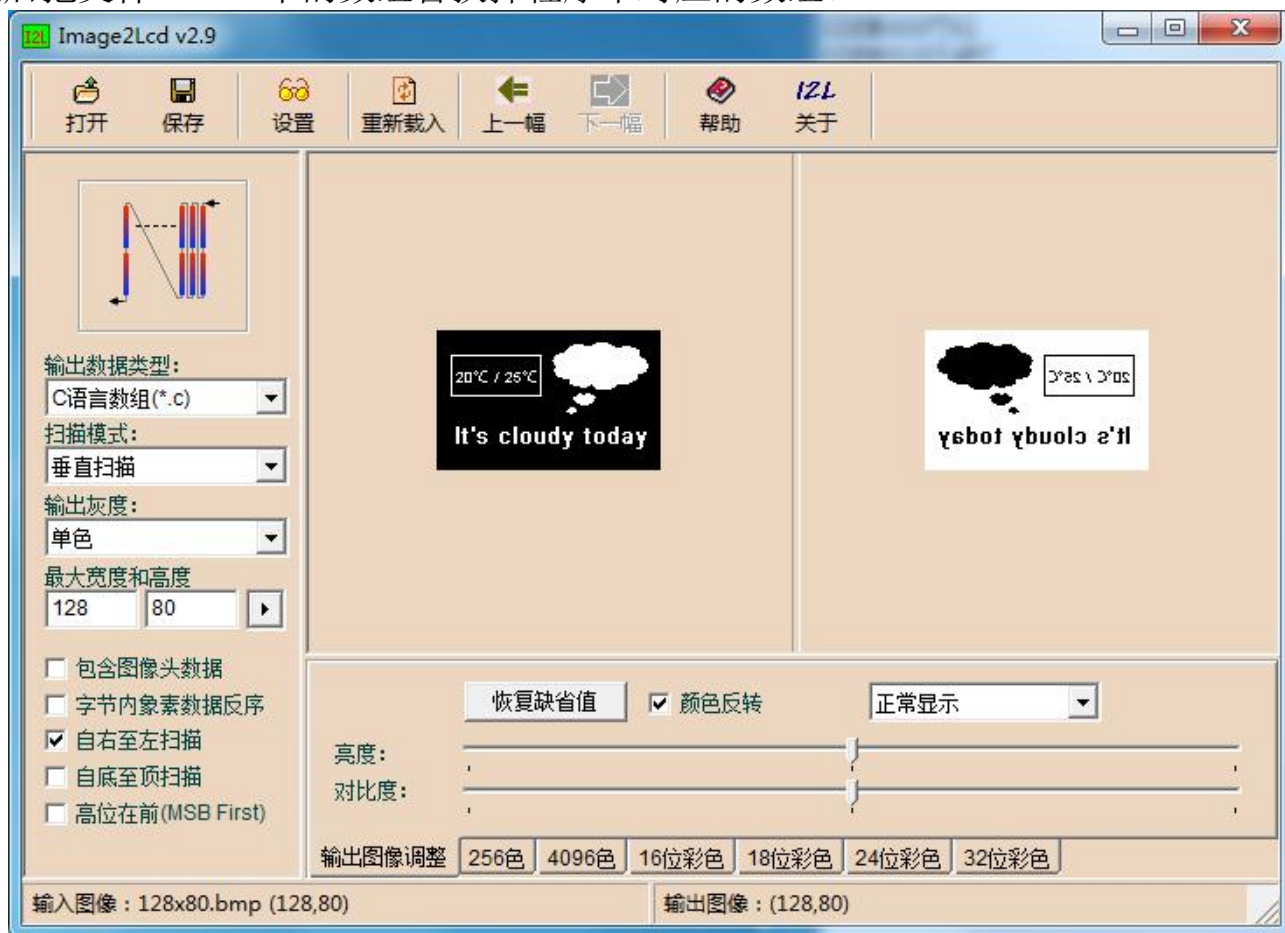 Image2Lcd v2.9
打开 保存 设置 重新载入 上一幅 下一幅 帮助 I2L 关于
输出数据类型:
C语言数组(*.c)
扫描模式:
垂直扫描
输出灰度:
单色
最大宽度和高度
128 80
包含图像头数据
字节内象素数据反序
自右至左扫描
自底至顶扫描
高位在前(MSB First)
20℃ / 25℃
It's cloudy today
20℃ / 25℃
It's cloudy today
恢复缺省值 颜色反转 正常显示
亮度:
对比度:
输出图像调整 256色 4096色 16位彩色 18位彩色 24位彩色 32位彩色
输入图像:128x80.bmp (128,80) 输出图像:(128,80)